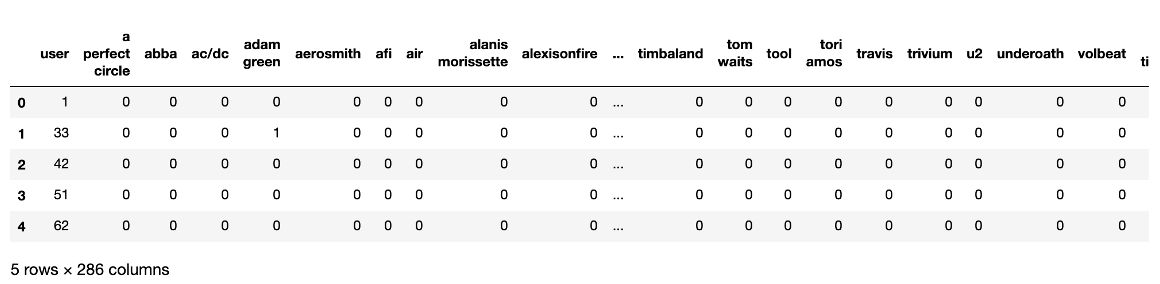 user a perfect circle abba ac/dc adam green aerosmith afi air alanis morissette alexisonfire ... timbaland tom waits tool tori amos travis trivium u2 underoath volbeat ti
0 1 0 0 0 0 0 0 0 0 0 ... 0 0 0 0 0 0 0 0 0
1 33 0 0 0 1 0 0 0 0 0 ... 0 0 0 0 0 0 0 0 0
2 42 0 0 0 0 0 0 0 0 0 ... 0 0 0 0 0 0 0 0 0
3 51 0 0 0 0 0 0 0 0 0 ... 0 0 0 0 0 0 0 0 0
4 62 0 0 0 0 0 0 0 0 0 ... 0 0 0 0 0 0 0 0 0
5 rows × 286 columns